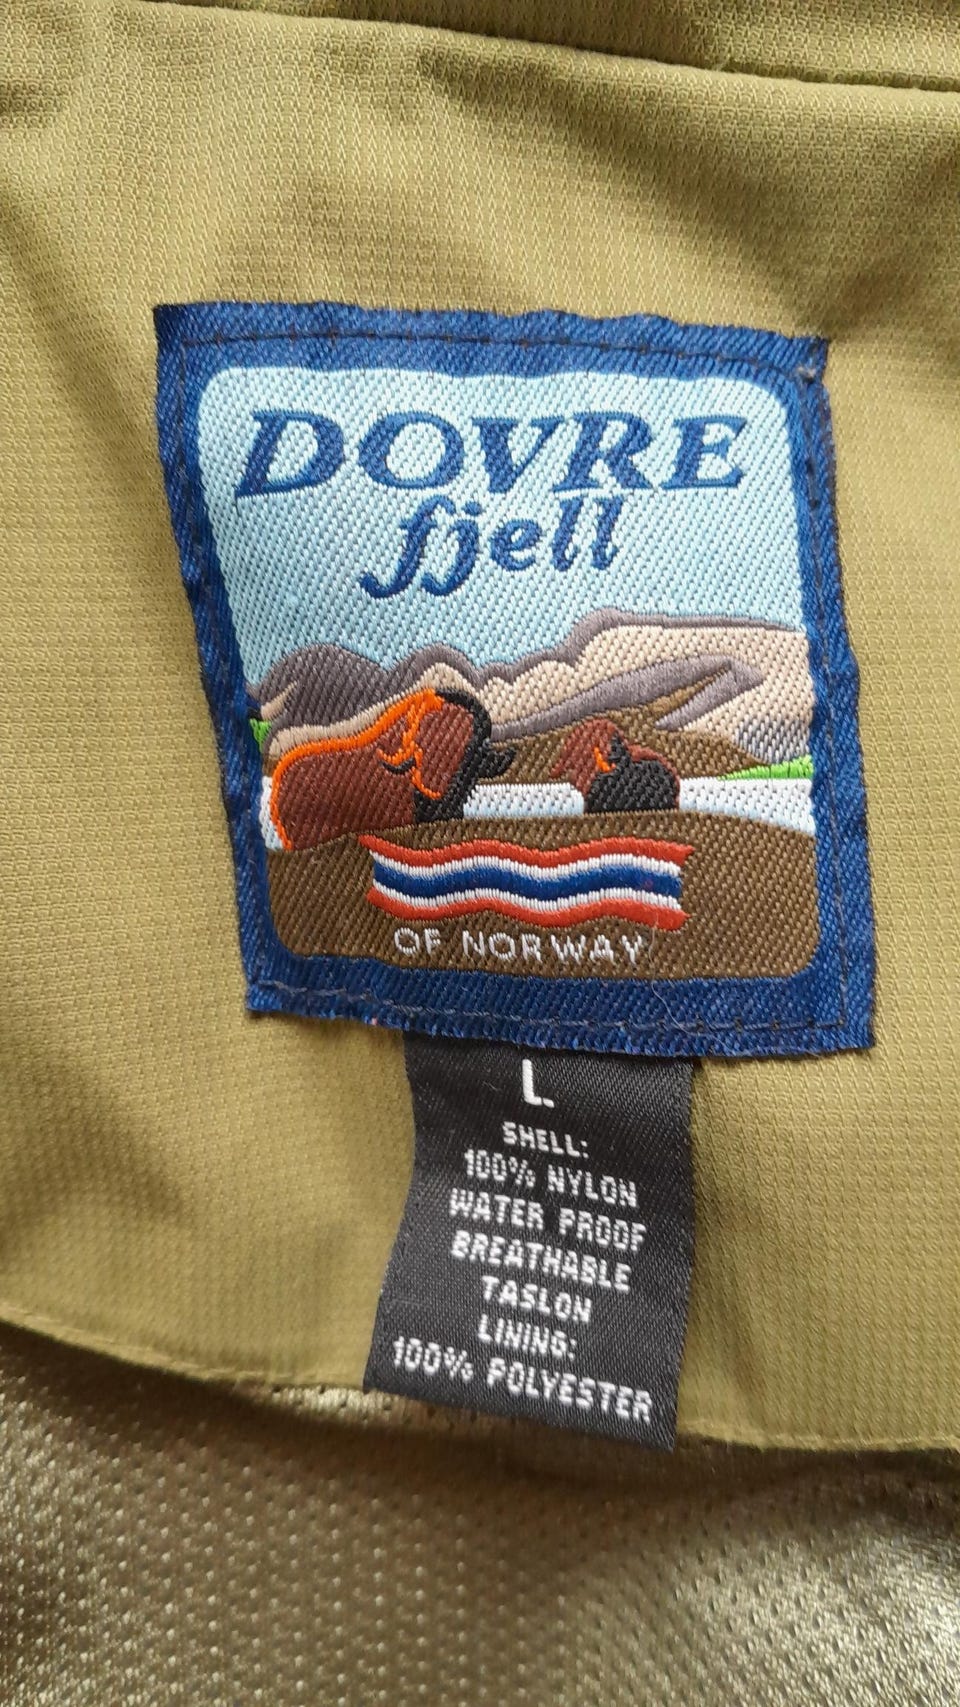 DOVRE
fjell
OF NORWAY
L
SHELL:
100% NYLON
WATER PROOF
BREATHABLE
TASLON
LINING:
100% POLYESTER